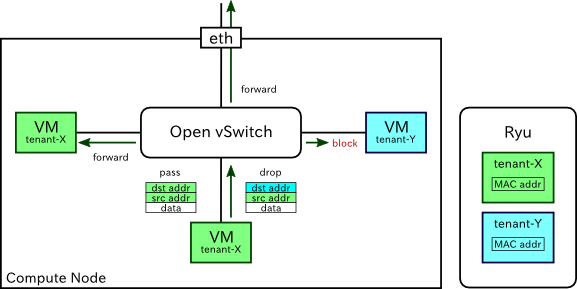 eth
forward
VM
tenant-X
Open vSwitch
VM
tenant-Y
forward
block
pass
drop
dst addr
src addr
data
dst addr
src addr
data
VM
tenant-X
Compute Node
Ryu
tenant-X
MAC addr
tenant-Y
MAC addr